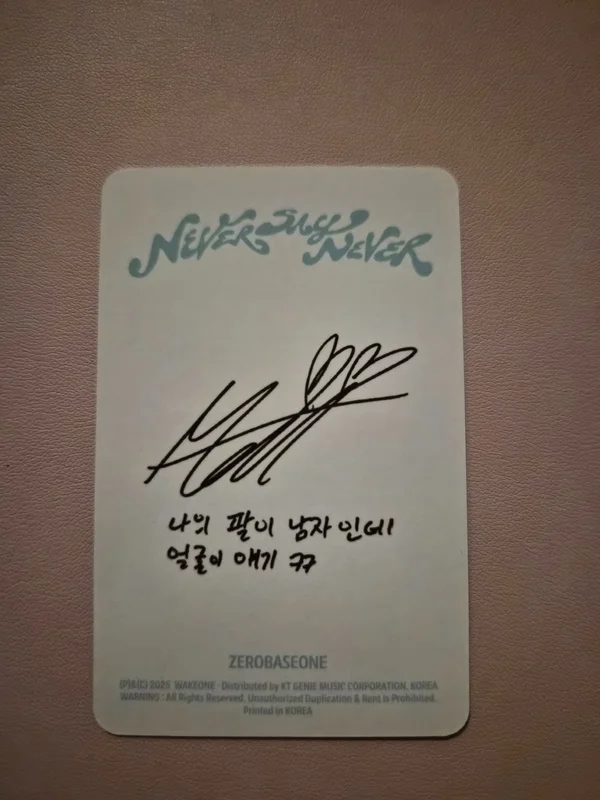 NEVER SAY NEVER
나의 팔이 남자인데
얼굴이 애기 ㅋㅋ
ZEROBASEONE
(P)&(C) 2025 WAKEONE · Distributed by KT GENIE MUSIC CORPORATION, KOREA
WARNING : All Rights Reserved. Unauthorized Duplication & Rent is Prohibited.
Printed in KOREA